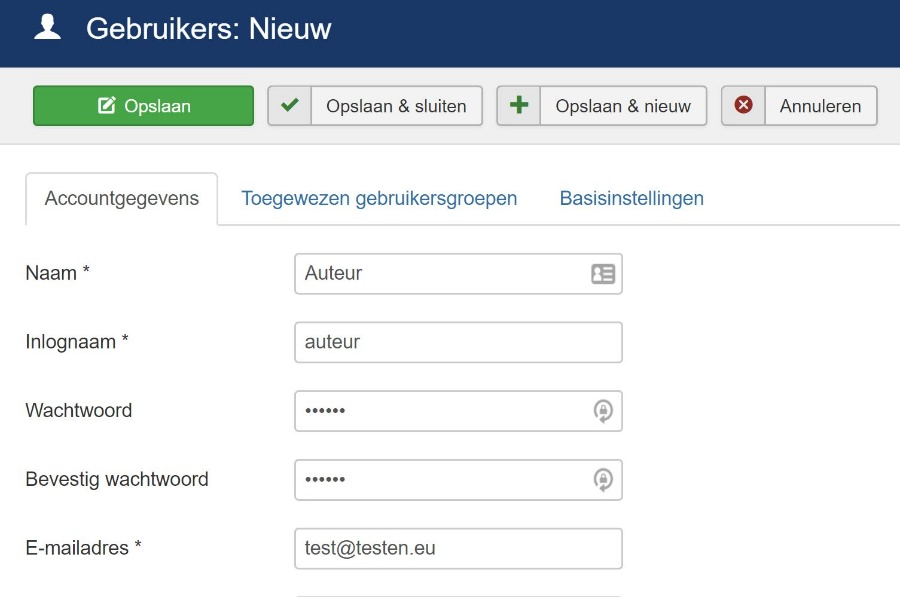 Gebruikers: Nieuw
Opslaan
Opslaan & sluiten
Opslaan & nieuw
Annuleren
Accountgegevens
Toegewezen gebruikersgroepen
Basisinstellingen
Naam *
Auteur
Inlognaam *
auteur
Wachtwoord
••••••
Bevestig wachtwoord
••••••
E-mailadres *
test@testen.eu